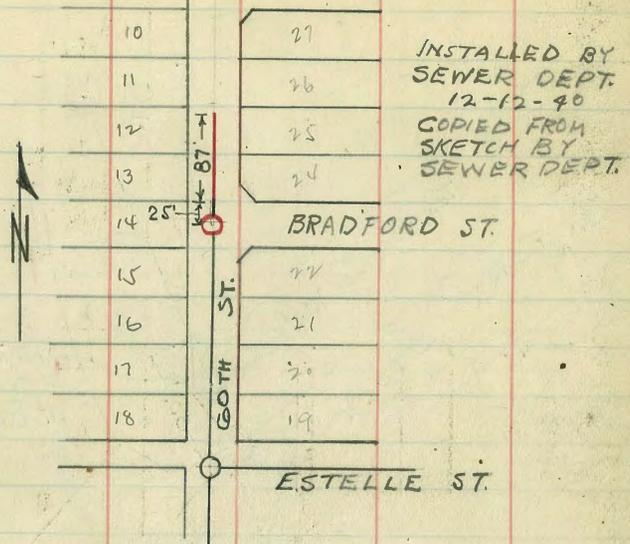 INSTALLED BY
SEWER DEPT.
12-12-40
COPIED FROM
SKETCH BY
SEWER DEPT.
10
11
12
13
14
15
16
17
18
27
26
25
24
22
21
20
19
87
25'
N
BRADFORD ST.
60TH ST.
ESTELLE ST.